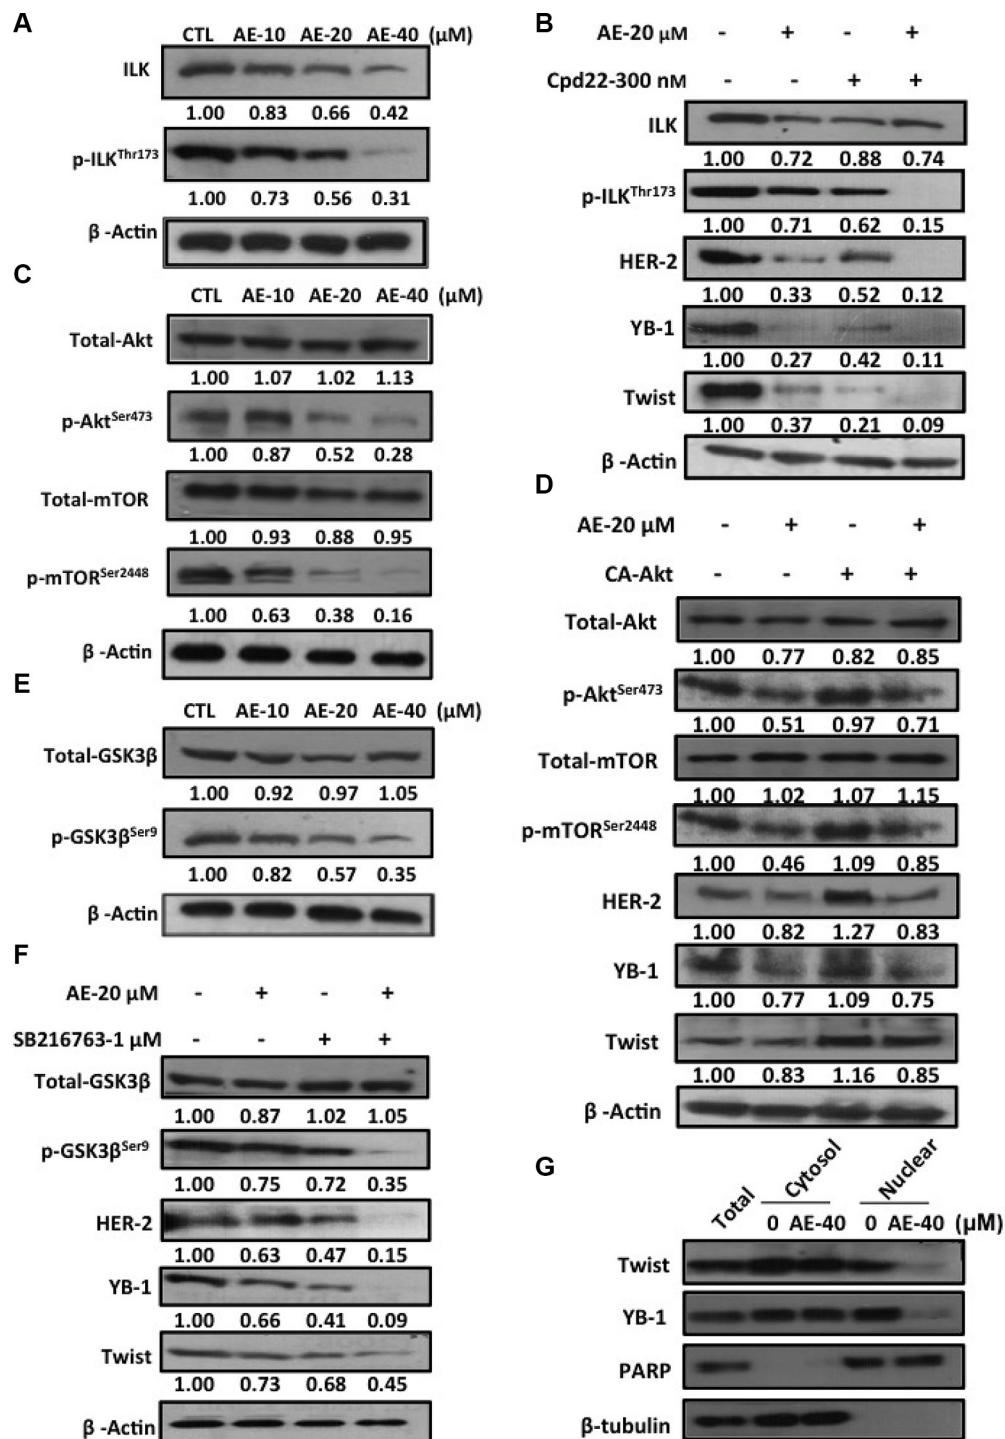 A
CTL AE-10 AE-20 AE-40 (μM)
ILK
1.00 0.83 0.66 0.42
p-ILKThr173
1.00 0.73 0.56 0.31
β -Actin
B
AE-20 μM - + - +
Cpd22-300 nM - - + +
ILK
1.00 0.72 0.88 0.74
p-ILKThr173
1.00 0.71 0.62 0.15
HER-2
1.00 0.33 0.52 0.12
YB-1
1.00 0.27 0.42 0.11
Twist
1.00 0.37 0.21 0.09
β -Actin
C
CTL AE-10 AE-20 AE-40 (μM)
Total-Akt
1.00 1.07 1.02 1.13
p-AktSer473
1.00 0.87 0.52 0.28
Total-mTOR
1.00 0.93 0.88 0.95
p-mTORSer2448
1.00 0.63 0.38 0.16
β -Actin
D
AE-20 μM - + - +
CA-Akt - - + +
Total-Akt
1.00 0.77 0.82 0.85
p-AktSer473
1.00 0.51 0.97 0.71
Total-mTOR
1.00 1.02 1.07 1.15
p-mTORSer2448
1.00 0.46 1.09 0.85
HER-2
1.00 0.82 1.27 0.83
YB-1
1.00 0.77 1.09 0.75
Twist
1.00 0.83 1.16 0.85
β -Actin
E
CTL AE-10 AE-20 AE-40 (μM)
Total-GSK3β
1.00 0.92 0.97 1.05
p-GSK3βSer9
1.00 0.82 0.57 0.35
β -Actin
F
AE-20 μM - + - +
SB216763-1 μM - - + +
Total-GSK3β
1.00 0.87 1.02 1.05
p-GSK3βSer9
1.00 0.75 0.72 0.35
HER-2
1.00 0.63 0.47 0.15
YB-1
1.00 0.66 0.41 0.09
Twist
1.00 0.73 0.68 0.45
β -Actin
G
Total Cytosol Nuclear
0 AE-40 0 AE-40 (μM)
Twist
YB-1
PARP
β-tubulin